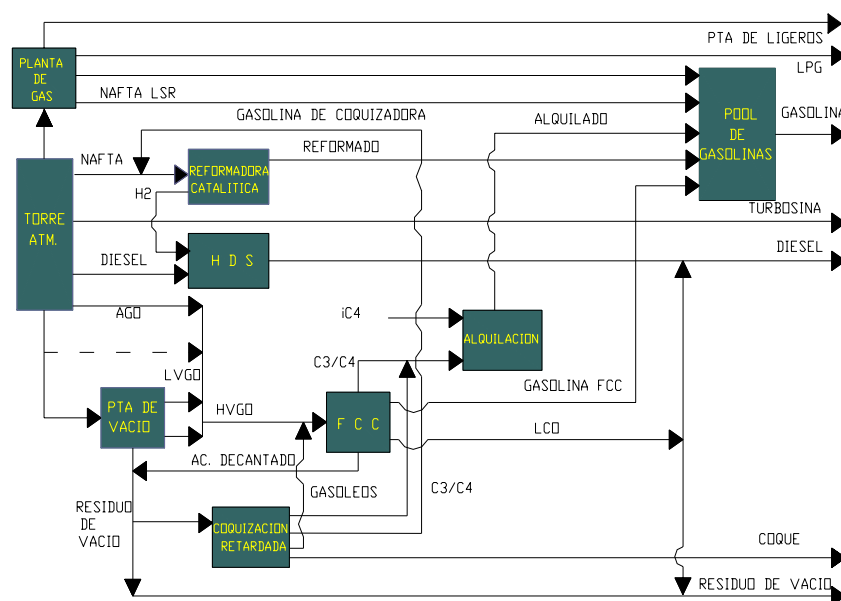 PTA DE LIGEROS
PLANTA
DE
GAS
LPG
NAFTA LSR
GASOLINA DE COQUIZADORA
ALQUILADO
POOL
DE
GASOLINAS
GASOLINA
NAFTA
REFORMADO
REFORMADORA
CATALITICA
H2
TORRE
ATM.
TURBOSINA
DIESEL
H D S
DIESEL
AGO
iC4
ALQUILACION
C3/C4
LVGO
GASOLINA FCC
PTA DE
VACIO
HVGO
F C C
LCO
AC. DECANTADO
GASOLEOS
C3/C4
RESIDUO
DE
VACIO
COQUIZACION
RETARDADA
COQUE
RESIDUO DE VACIO